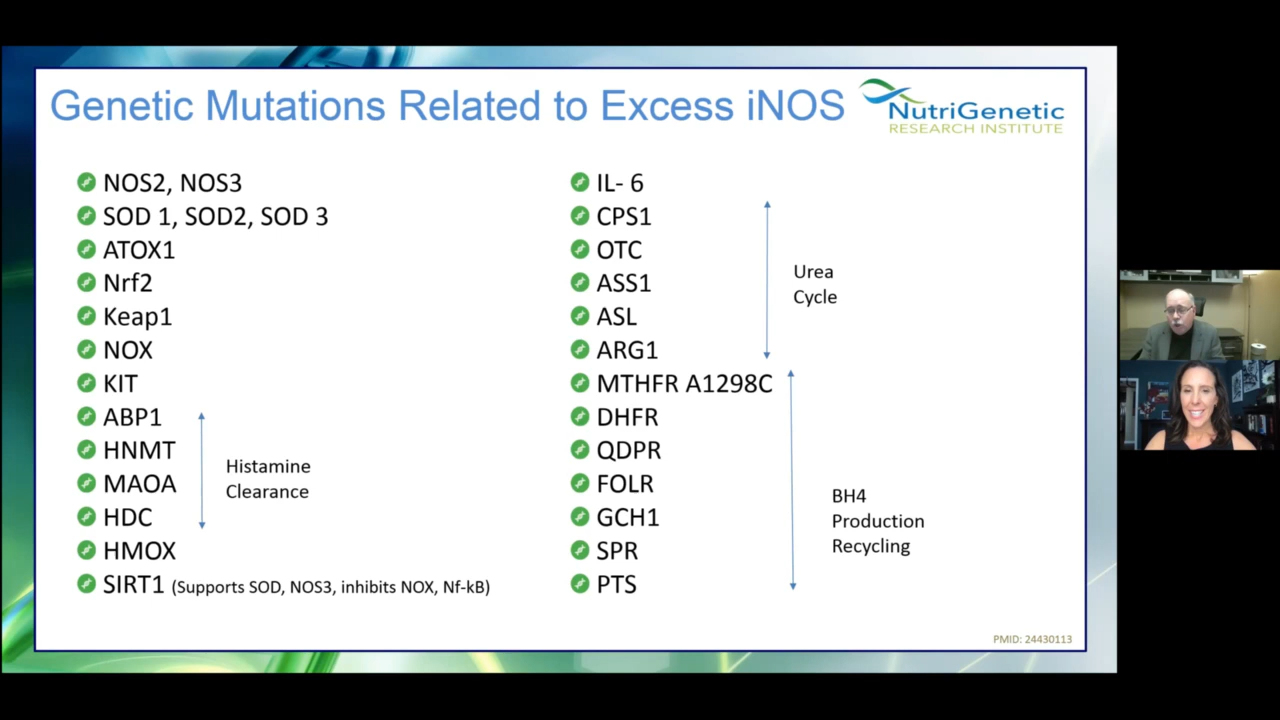 Genetic Mutations Related to Excess iNOS
NutriGenetic
RESEARCH INSTITUTE
NOS2, NOS3
SOD 1, SOD2, SOD 3
ATOX1
Nrf2
Keap1
NOX
KIT
ABP1
HNMT
MAOA
HDC
HMOX
SIRT1 (Supports SOD, NOS3, inhibits NOX, Nf-kB)
Histamine
Clearance
IL- 6
CPS1
OTC
ASS1
ASL
ARG1
MTHFR A1298C
DHFR
QDPR
FOLR
GCH1
SPR
PTS
Urea
Cycle
BH4
Production
Recycling
PMID: 24430113